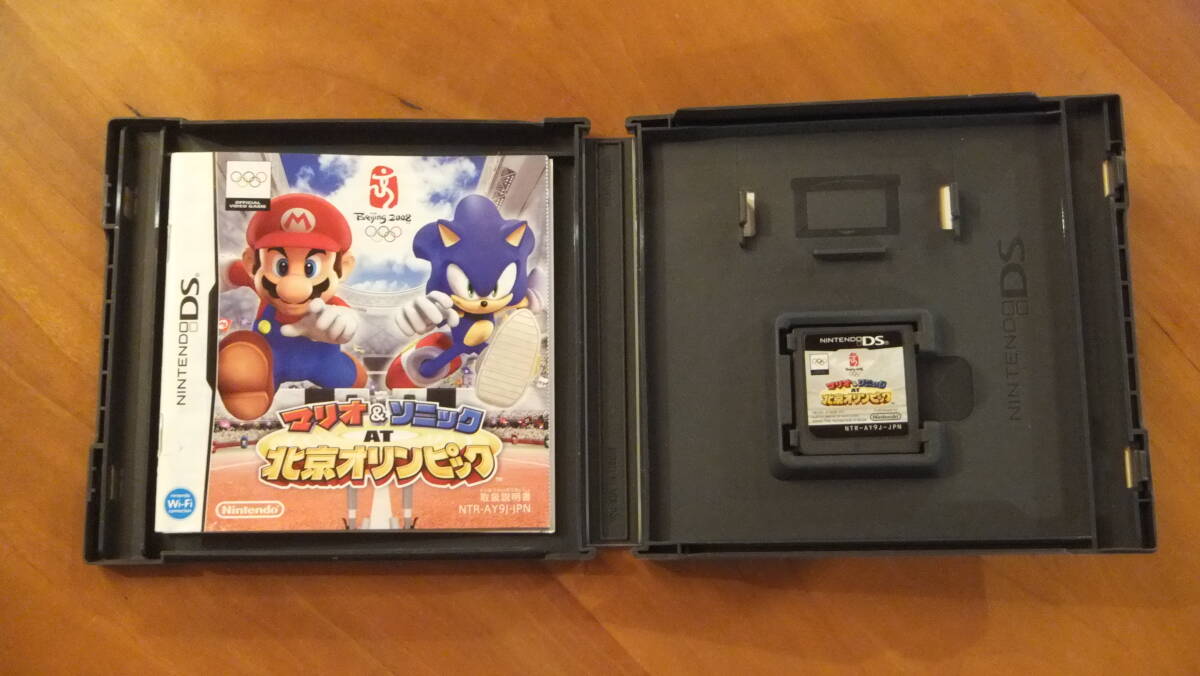 OFFICIAL
VIDEO GAME
M
Beijing 2008
NINTENDO DS®
マリオ&ソニック
AT
北京オリンピック™
Nintendo
Wi-Fi
connection
Nintendo
取扱説明書
NTR-AY9J-JPN
NINTENDO DS
NINTENDO DS®
マリオ&ソニック
AT
北京オリンピック
Nintendo
NTR-AY9J-JPN